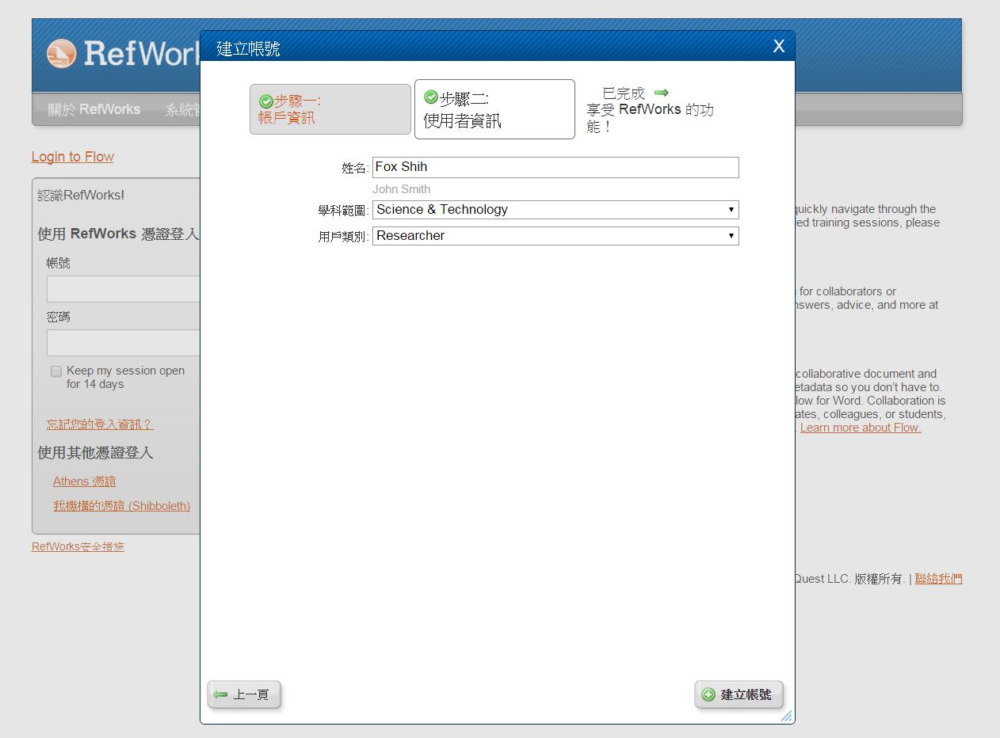 RefWor
建立帳號
X
關於 RefWorks
系統管
步驟一:
帳戶資訊
步驟二:
使用者資訊
已完成
享受 RefWorks 的功
能！
Login to Flow
認識RefWorks!
使用 RefWorks 憑證登入
帳號
密碼
Keep my session open
for 14 days
忘記您的登入資訊？
使用其他憑證登入
Athens 憑證
我機構的憑證 (Shibboleth)
RefWorks安全措施
姓名:
Fox Shih
John Smith
學科範圍:
Science & Technology
用戶類別:
Researcher
上一頁
建立帳號
quickly navigate through the
ed training sessions, please
for collaborators or
nswers, advice, and more at
collaborative document and
etadata so you don't have to.
low for Word. Collaboration is
ates, colleagues, or students,
. Learn more about Flow.
Quest LLC. 版權所有. | 聯絡我們